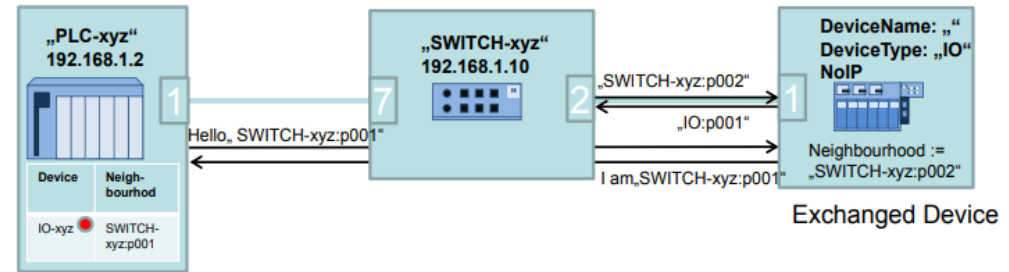 „PLC-xyz“
192.168.1.2
1
Device
Neigh-
bourhod
IO-xyz
SWITCH-
xyz:p001
Hello„ SWITCH-xyz:p001“
7
„SWITCH-xyz“
192.168.1.10
2
„SWITCH-xyz:p002”
„IO:p001“
I am„SWITCH-xyz:p001“
1
DeviceName: „“
DeviceType: „IO“
NoIP
Neighbourhood :=
„SWITCH-xyz:p002”
Exchanged Device